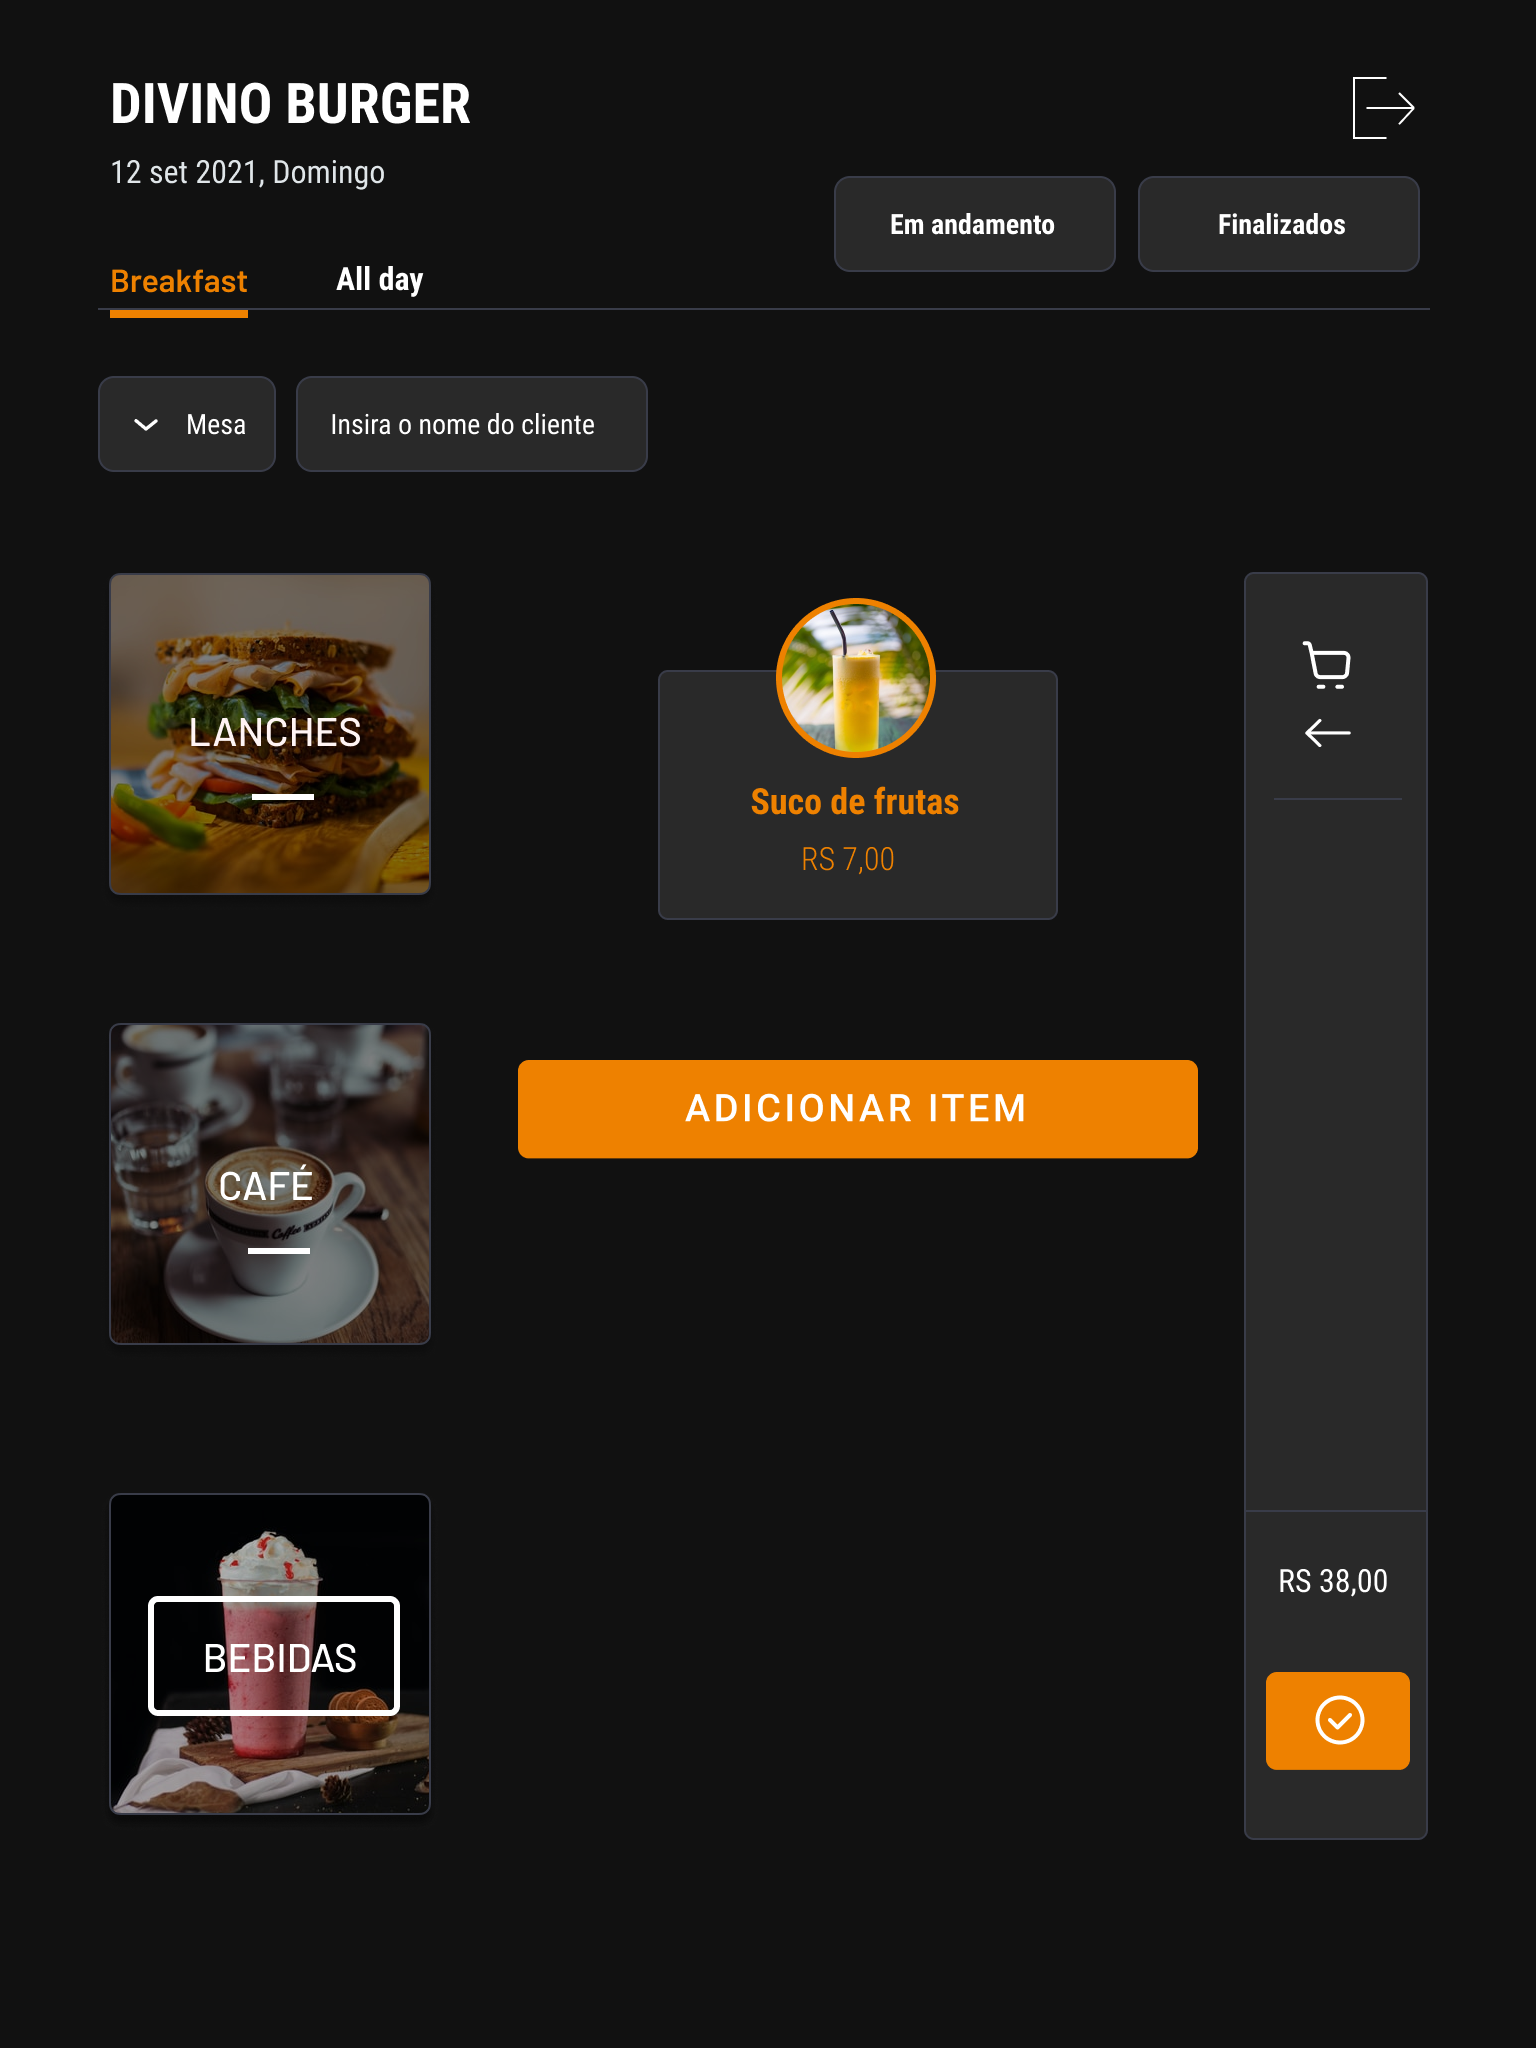 DIVINO BURGER
12 set 2021, Domingo
Em andamento
Finalizados
Breakfast
All day
Mesa
Insira o nome do cliente
LANCHES
Suco de frutas
RS 7,00
ADICIONAR ITEM
CAFÉ
Coffee
BEBIDAS
RS 38,00